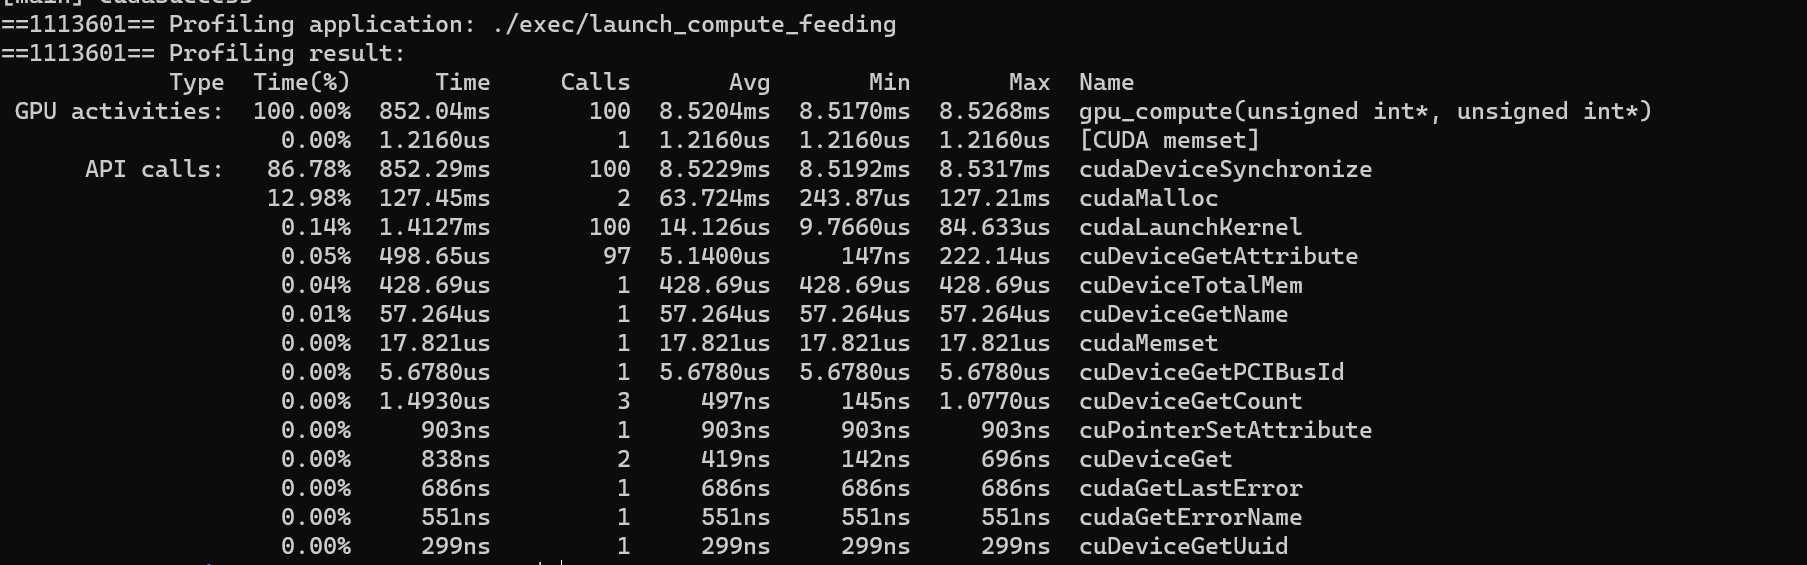 [main] cudaSuccess
==1113601== Profiling application: ./exec/launch_compute_feeding
==1113601== Profiling result:
            Type  Time(%)      Time     Calls       Avg       Min       Max  Name
 GPU activities:  100.00%  852.04ms       100  8.5204ms  8.5170ms  8.5268ms  gpu_compute(unsigned int*, unsigned int*)
                    0.00%  1.2160us         1  1.2160us  1.2160us  1.2160us  [CUDA memset]
      API calls:   86.78%  852.29ms       100  8.5229ms  8.5192ms  8.5317ms  cudaDeviceSynchronize
                   12.98%  127.45ms         2  63.724ms  243.87us  127.21ms  cudaMalloc
                    0.14%  1.4127ms       100  14.126us  9.7660us  84.633us  cudaLaunchKernel
                    0.05%  498.65us        97  5.1400us     147ns  222.14us  cuDeviceGetAttribute
                    0.04%  428.69us         1  428.69us  428.69us  428.69us  cuDeviceTotalMem
                    0.01%  57.264us         1  57.264us  57.264us  57.264us  cuDeviceGetName
                    0.00%  17.821us         1  17.821us  17.821us  17.821us  cudaMemset
                    0.00%  5.6780us         1  5.6780us  5.6780us  5.6780us  cuDeviceGetPCIBusId
                    0.00%  1.4930us         3     497ns     145ns  1.0770us  cuDeviceGetCount
                    0.00%     903ns         1     903ns     903ns     903ns  cuPointerSetAttribute
                    0.00%     838ns         2     419ns     142ns     696ns  cuDeviceGet
                    0.00%     686ns         1     686ns     686ns     686ns  cudaGetLastError
                    0.00%     551ns         1     551ns     551ns     551ns  cudaGetErrorName
                    0.00%     299ns         1     299ns     299ns     299ns  cuDeviceGetUuid